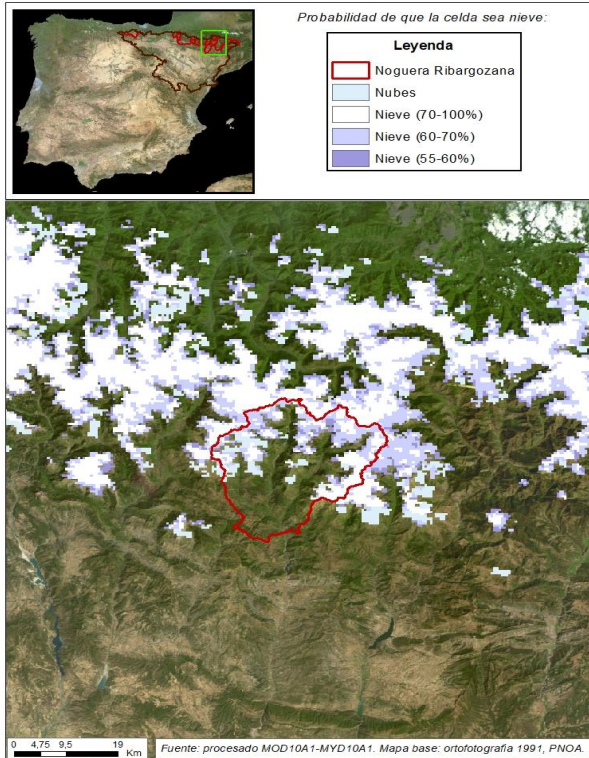 Probabilidad de que la celda sea nieve:
Leyenda
Noguera Ribargozana
Nubes
Nieve (70-100%)
Nieve (60-70%)
Nieve (55-60%)
0 4,75 9,5 19
Km
Fuente: procesado MOD10A1-MYD10A1. Mapa base: ortofotografia 1991, PNOA.